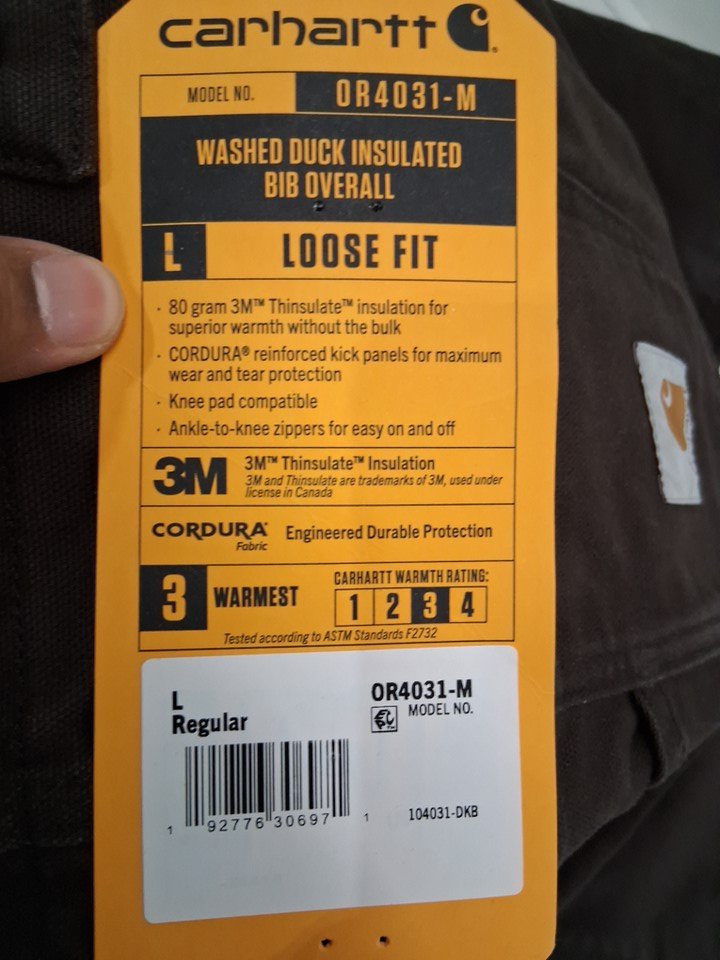 carhartt
MODEL NO. OR4031-M
WASHED DUCK INSULATED
BIB OVERALL
L LOOSE FIT
· 80 gram 3M™ Thinsulate™ insulation for
superior warmth without the bulk
· CORDURA® reinforced kick panels for maximum
wear and tear protection
· Knee pad compatible
· Ankle-to-knee zippers for easy on and off
3M 3M™ Thinsulate™ Insulation
3M and Thinsulate are trademarks of 3M, used under
license in Canada
CORDURA® Engineered Durable Protection
Fabric
3 WARMEST
CARHARTT WARMTH RATING:
1 2 3 4
Tested according to ASTM Standards F2732
L
Regular
OR4031-M
MODEL NO.
1 92776 30697 1
104031-DKB